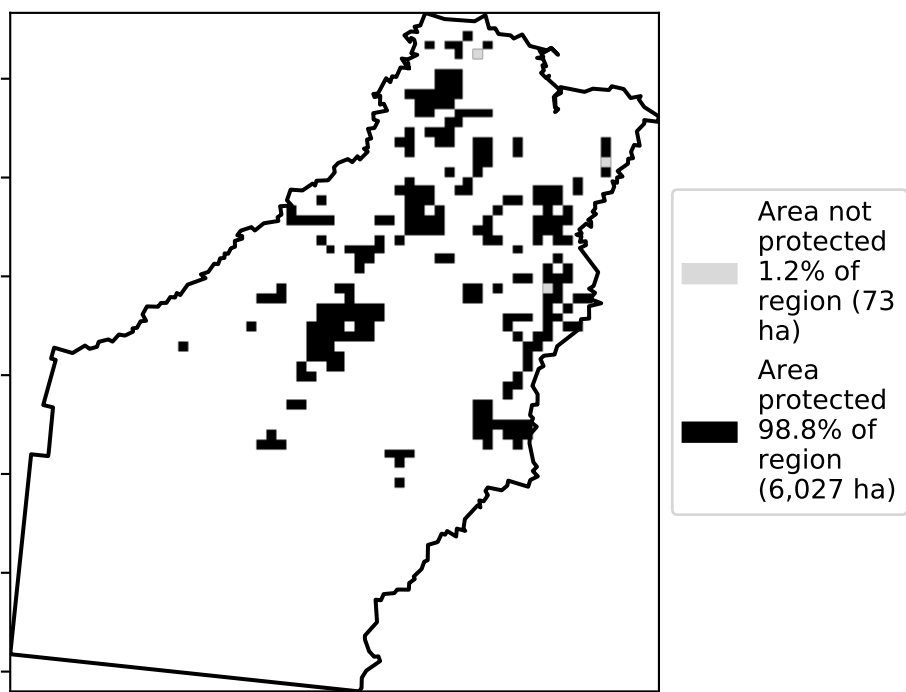 Area not
protected
1.2% of
region (73
ha)
Area
protected
98.8% of
region
(6,027 ha)